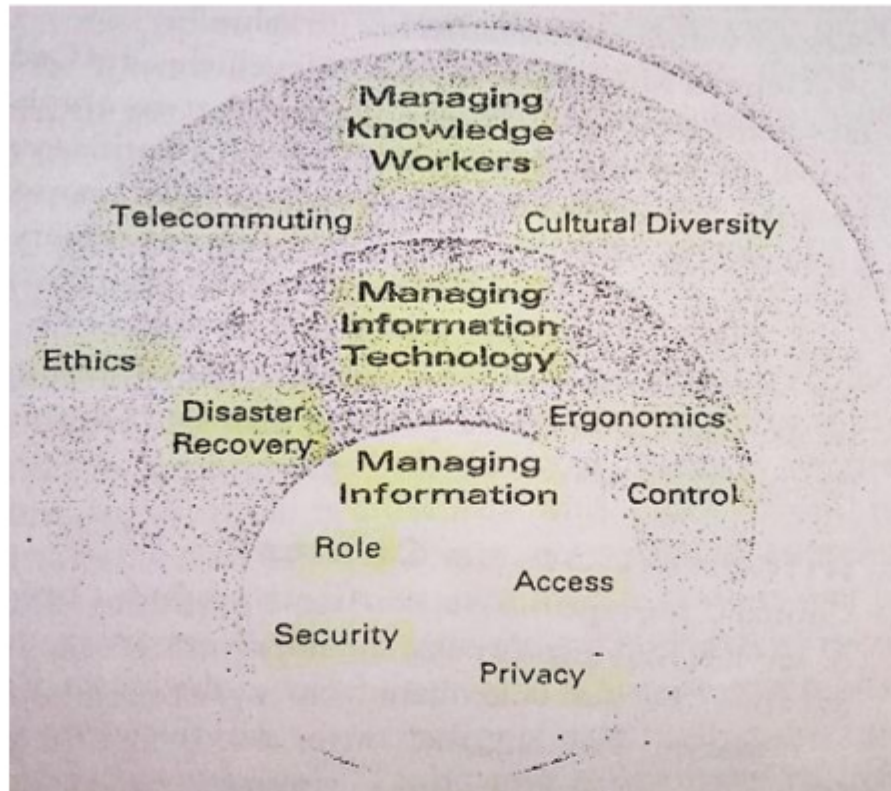 Managing
Knowledge
Workers
Telecommuting
Cultural Diversity
Managing
Information
Technology
Ethics
Disaster
Recovery
Ergonomics
Managing
Information
Control
Role
Access
Security
Privacy